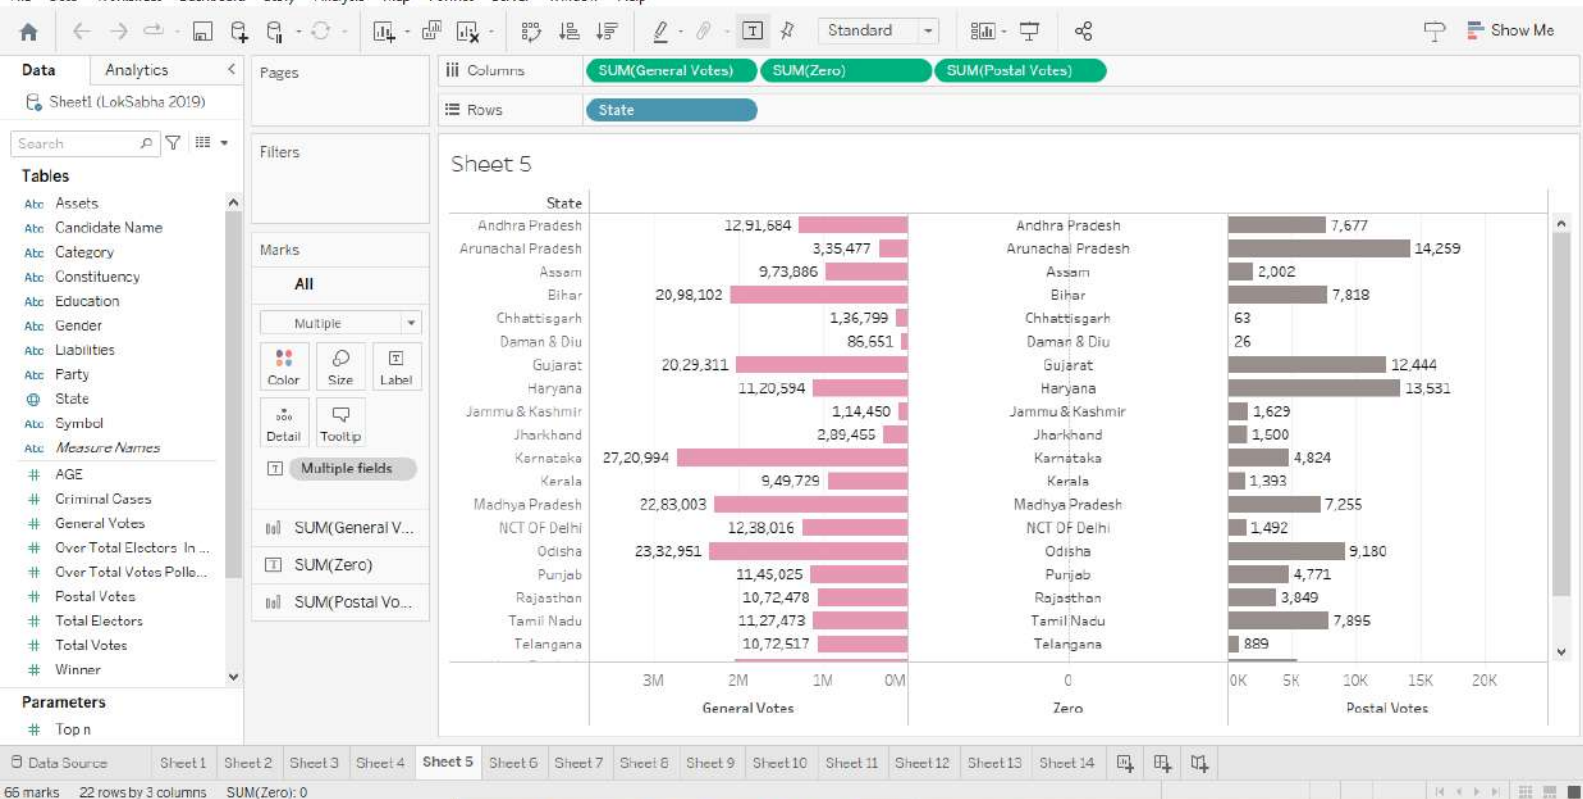 Standard
Show Me
Data
Analytics
Sheet1 (LokSabha 2019)
Search
Tables
Abc Assets
Abc Candidate Name
Abc Category
Abc Constituency
Abc Education
Abc Gender
Abc Liabilities
Abc Party
State
Abc Symbol
Abc Measure Names
# AGE
# Criminal Cases
# General Votes
# Over Total Electors In ...
# Over Total Votes Polle...
# Postal Votes
# Total Electors
# Total Votes
# Winner
Parameters
# Top n
Pages
Filters
Marks
All
Multiple
Color Size Label
Detail Tooltip
Multiple fields
SUM(General V...
SUM(Zero)
SUM(Postal Vo...
Columns SUM(General Votes) SUM(Zero) SUM(Postal Votes)
Rows State
Sheet 5
State
Andhra Pradesh 12,91,684 Andhra Pradesh 7,677
Arunachal Pradesh 3,35,477 Arunachal Pradesh 14,259
Assam 9,73,886 Assam 2,002
Bihar 20,98,102 Bihar 7,818
Chhattisgarh 1,36,799 Chhattisgarh 63
Daman & Diu 86,651 Daman & Diu 26
Gujarat 20,29,311 Gujarat 12,444
Haryana 11,20,594 Haryana 13,531
Jammu & Kashmir 1,14,450 Jammu & Kashmir 1,629
Jharkhand 2,89,455 Jharkhand 1,500
Karnataka 27,20,994 Karnataka 4,824
Kerala 9,49,729 Kerala 1,393
Madhya Pradesh 22,83,003 Madhya Pradesh 7,255
NCT OF Delhi 12,38,016 NCT OF Delhi 1,492
Odisha 23,32,951 Odisha 9,180
Punjab 11,45,025 Punjab 4,771
Rajasthan 10,72,478 Rajasthan 3,849
Tamil Nadu 11,27,473 Tamil Nadu 7,895
Telangana 10,72,517 Telangana 889
3M 2M 1M 0M 0 0K 5K 10K 15K 20K
General Votes Zero Postal Votes
Data Source Sheet 1 Sheet 2 Sheet 3 Sheet 4 Sheet 5 Sheet 6 Sheet 7 Sheet 8 Sheet 9 Sheet 10 Sheet 11 Sheet 12 Sheet 13 Sheet 14
66 marks 22 rows by 3 columns SUM(Zero): 0